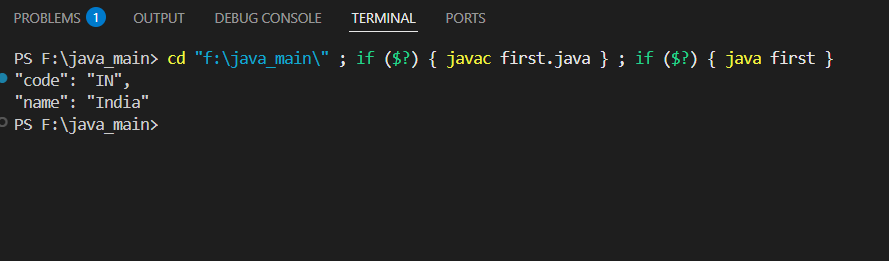 PROBLEMS 1 OUTPUT DEBUG CONSOLE TERMINAL PORTS
PS F:\java_main> cd "f:\java_main\" ; if ($?) { javac first.java } ; if ($?) { java first }
"code": "IN",
"name": "India"
PS F:\java_main>